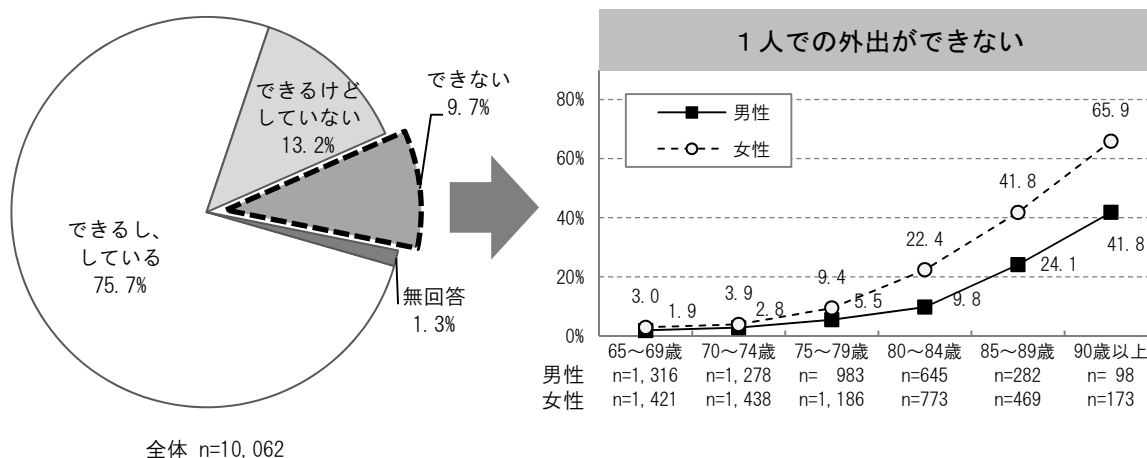 できるし、
している
75.7%
できるけど
していない
13.2%
できない
9.7%
無回答
1.3%
全体 n=10,062
1人での外出ができない
80%
60%
40%
20%
0%
男性
女性
3.0
3.9
9.4
22.4
41.8
65.9
1.9
2.8
5.5
9.8
24.1
41.8
65～69歳 70～74歳 75～79歳 80～84歳 85～89歳 90歳以上
男性 n=1,316 n=1,278 n= 983 n=645 n=282 n= 98
女性 n=1,421 n=1,438 n=1,186 n=773 n=469 n=173